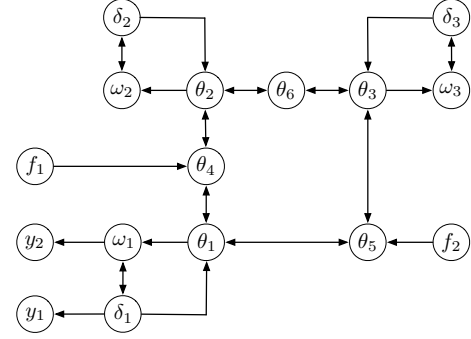 δ₂ δ₃
ω₂ θ₂ θ₆ θ₃ ω₃
f₁ θ₄
y₂ ω₁ θ₁ θ₅ f₂
y₁ δ₁